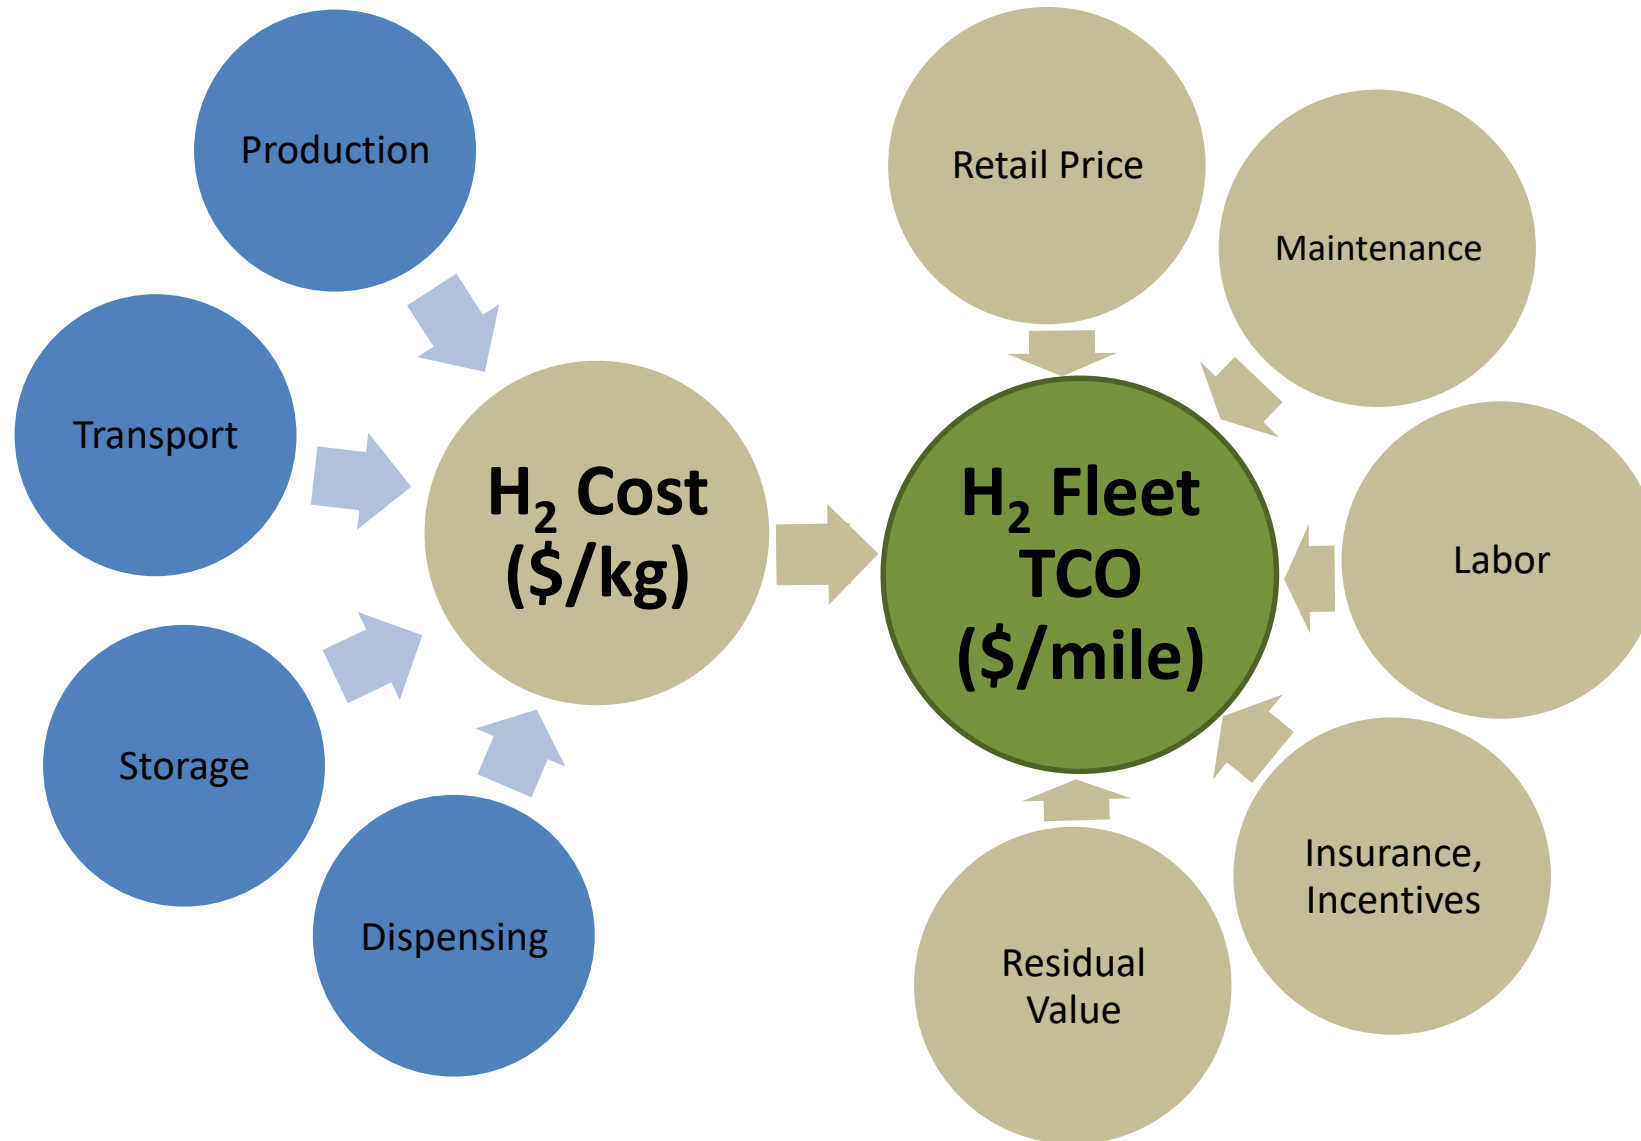 Production
Transport
Storage
Dispensing
H₂ Cost
($/kg)
H₂ Fleet
TCO
($/mile)
Retail Price
Maintenance
Labor
Insurance,
Incentives
Residual
Value